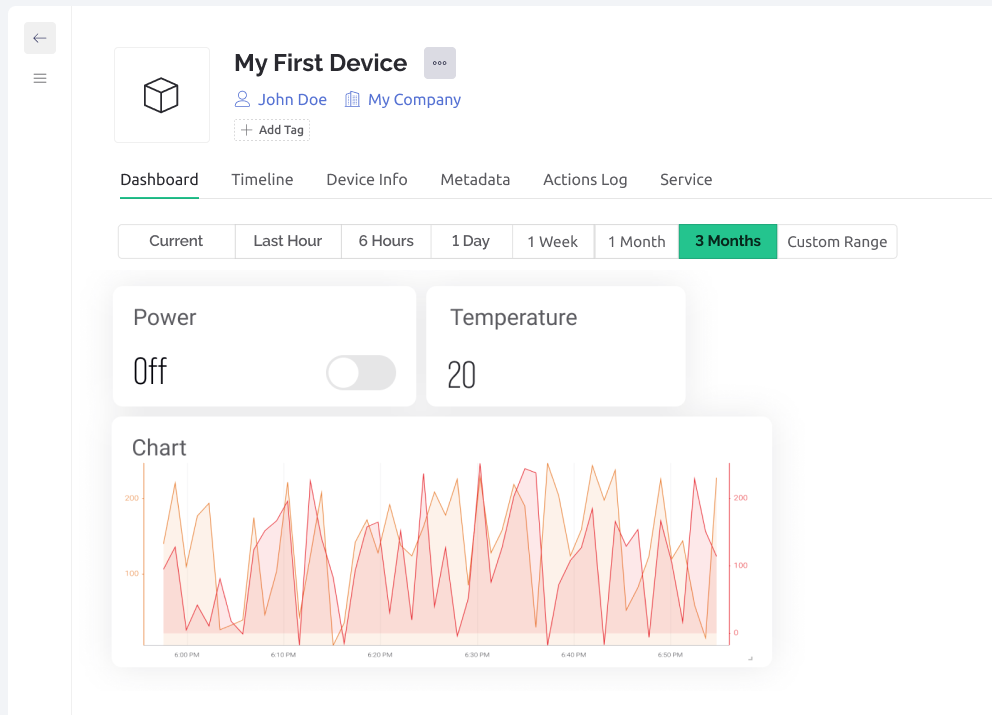 My First Device
John Doe My Company
Add Tag
Dashboard Timeline Device Info Metadata Actions Log Service
Current Last Hour 6 Hours 1 Day 1 Week 1 Month 3 Months Custom Range
Power Temperature
Off 20
Chart
200 200
100 100
0
6:00 PM 6:10 PM 6:20 PM 6:30 PM 6:40 PM 6:50 PM